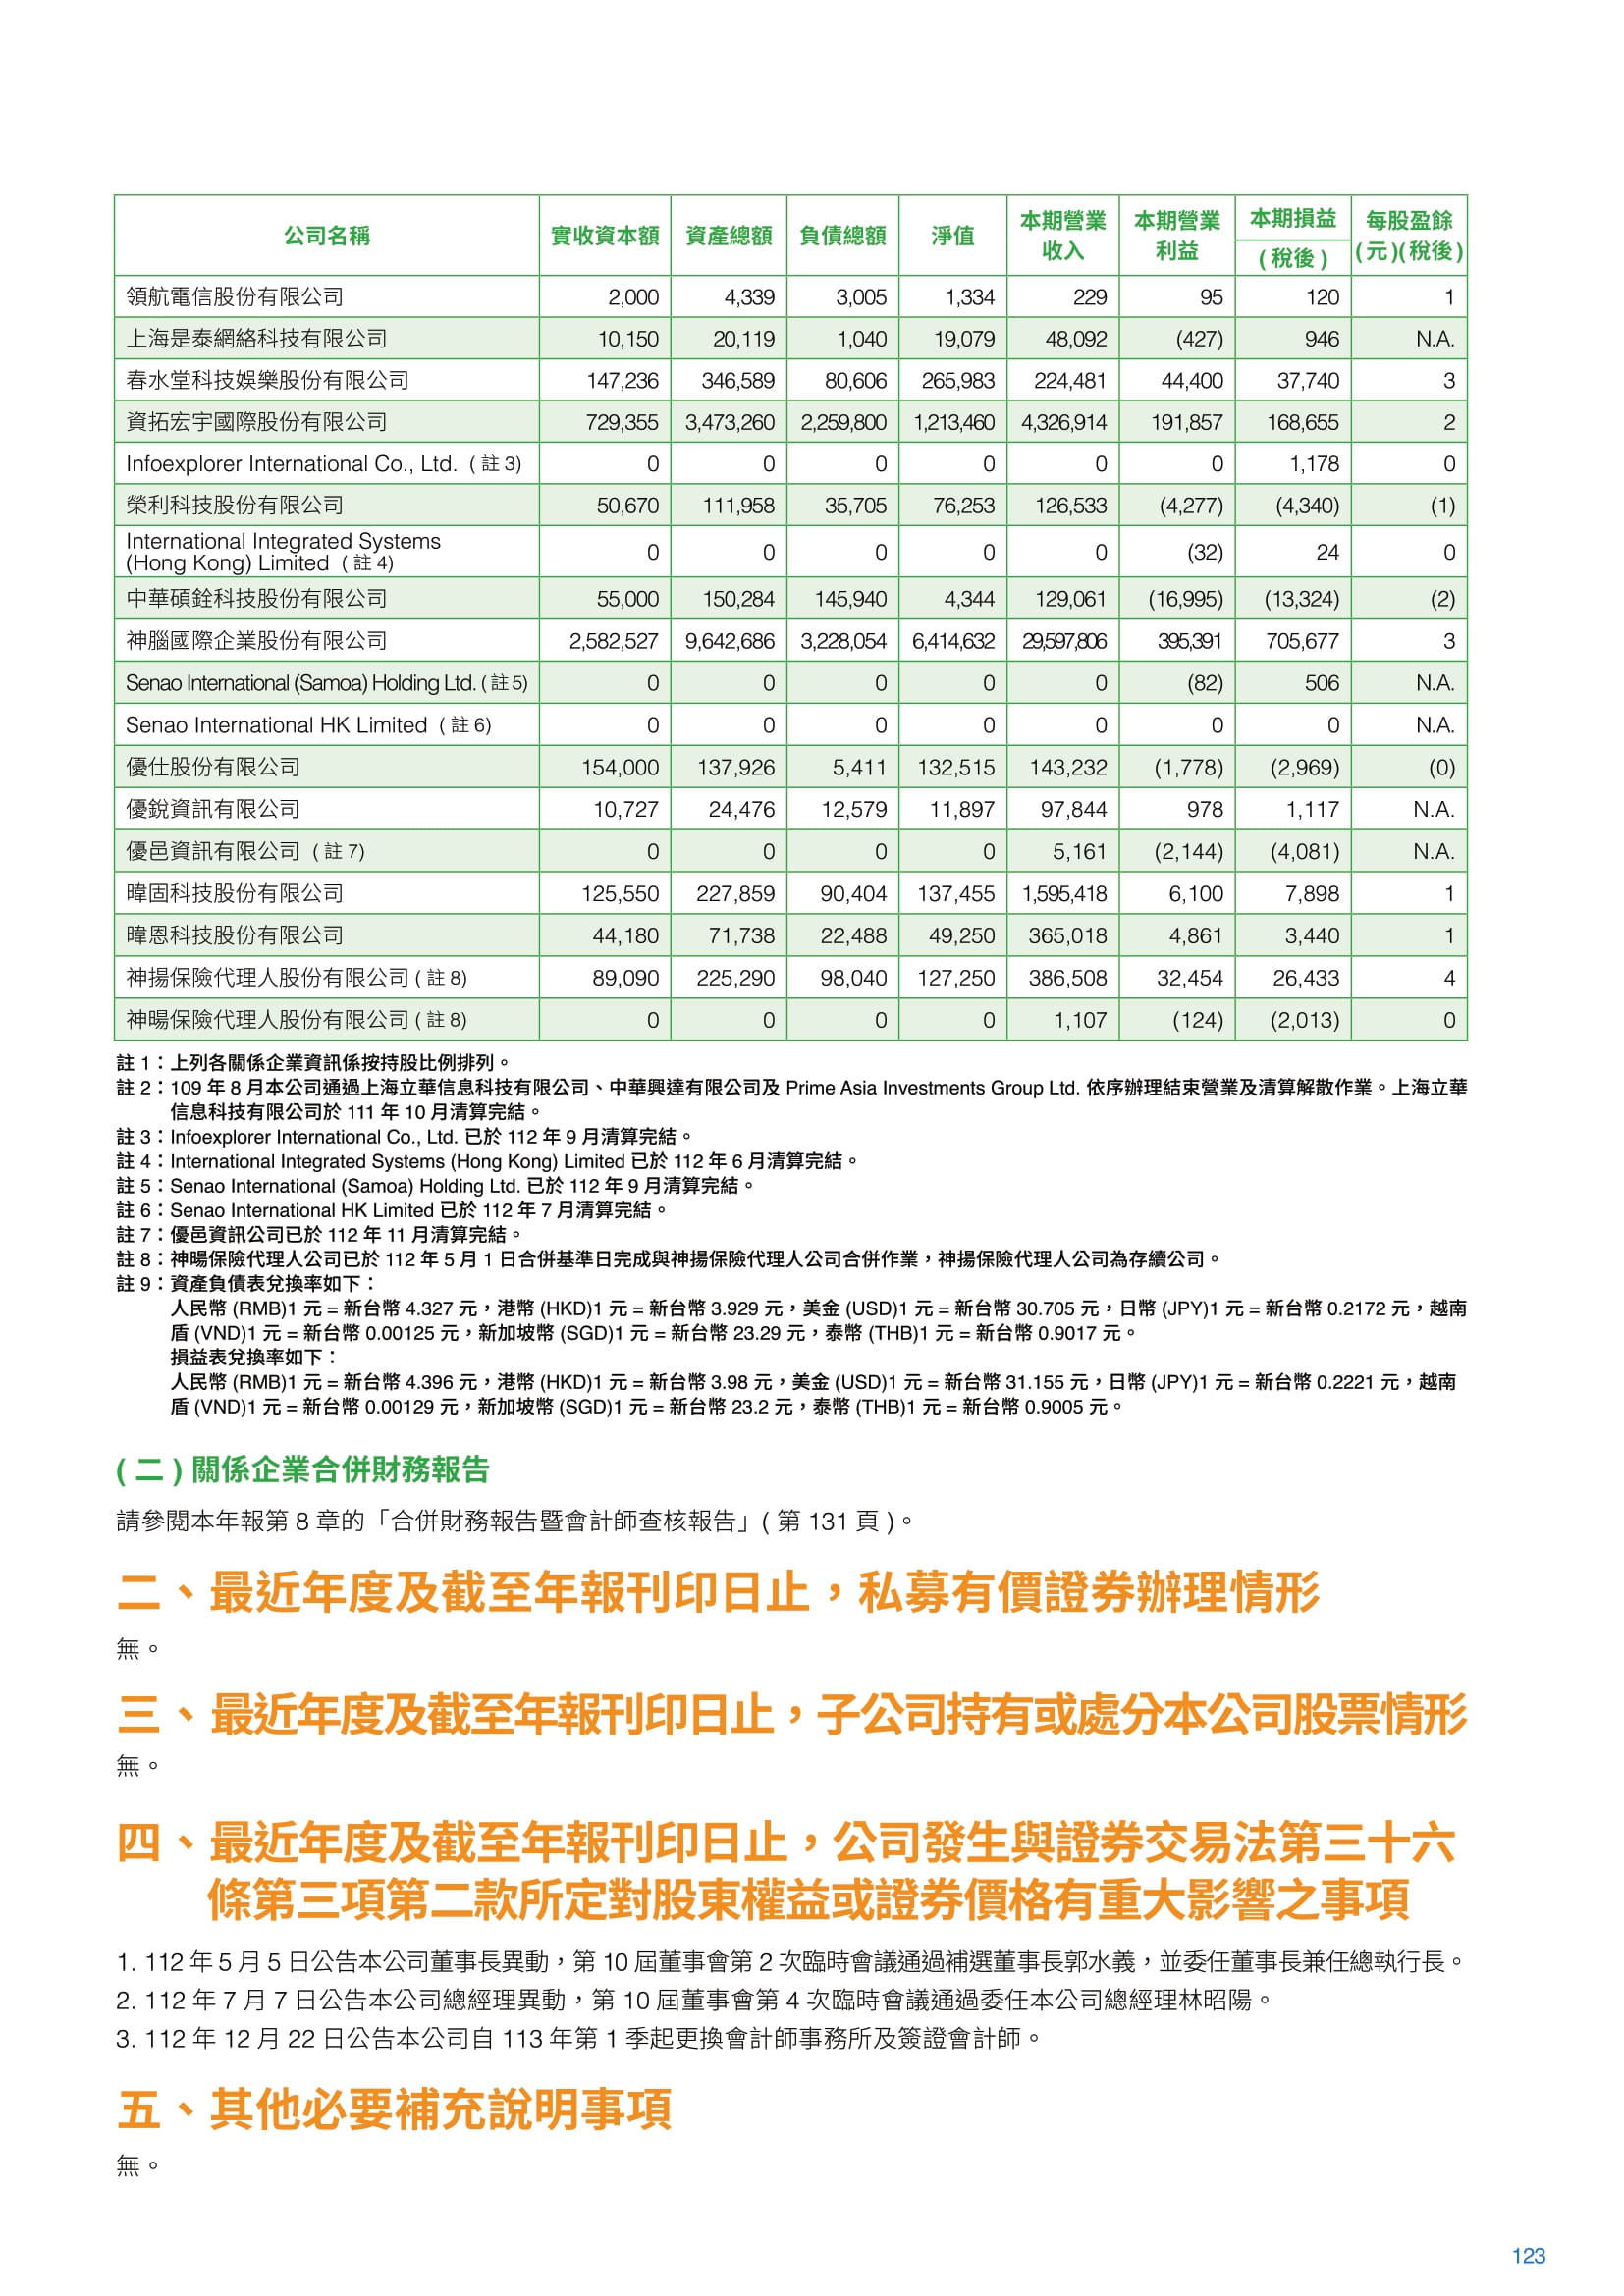 公司名稱 實收資本額 資產總額 負債總額 淨值 本期營業收入 本期營業利益 本期損益(稅後) 每股盈餘(元)(稅後)
領航電信股份有限公司 2,000 4,339 3,005 1,334 229 95 120 1
上海是泰網絡科技有限公司 10,150 20,119 1,040 19,079 48,092 (427) 946 N.A.
春水堂科技娛樂股份有限公司 147,236 346,589 80,606 265,983 224,481 44,400 37,740 3
資拓宏宇國際股份有限公司 729,355 3,473,260 2,259,800 1,213,460 4,326,914 191,857 168,655 2
Infoexplorer International Co., Ltd. (註3) 0 0 0 0 0 0 1,178 0
榮利科技股份有限公司 50,670 111,958 35,705 76,253 126,533 (4,277) (4,340) (1)
International Integrated Systems
(Hong Kong) Limited (註4) 0 0 0 0 0 (32) 24 0
中華碩銓科技股份有限公司 55,000 150,284 145,940 4,344 129,061 (16,995) (13,324) (2)
神腦國際企業股份有限公司 2,582,527 9,642,686 3,228,054 6,414,632 29,597,806 395,391 705,677 3
Senao International (Samoa) Holding Ltd. (註5) 0 0 0 0 0 (82) 506 N.A.
Senao International HK Limited (註6) 0 0 0 0 0 0 0 N.A.
優仕股份有限公司 154,000 137,926 5,411 132,515 143,232 (1,778) (2,969) (0)
優銳資訊有限公司 10,727 24,476 12,579 11,897 97,844 978 1,117 N.A.
優邑資訊有限公司 (註7) 0 0 0 0 5,161 (2,144) (4,081) N.A.
暐固科技股份有限公司 125,550 227,859 90,404 137,455 1,595,418 6,100 7,898 1
暐恩科技股份有限公司 44,180 71,738 22,488 49,250 365,018 4,861 3,440 1
神揚保險代理人股份有限公司(註8) 89,090 225,290 98,040 127,250 386,508 32,454 26,433 4
神暘保險代理人股份有限公司(註8) 0 0 0 0 1,107 (124) (2,013) 0
註1:上列各關係企業資訊係按持股比例排列。
註2:109年8月本公司通過上海立華信息科技有限公司、中華興達有限公司及 Prime Asia Investments Group Ltd. 依序辦理結束營業及清算解散作業。上海立華
信息科技有限公司於111年10月清算完結。
註3:Infoexplorer International Co., Ltd. 已於112年9月清算完結。
註4:International Integrated Systems (Hong Kong) Limited 已於112年6月清算完結。
註5:Senao International (Samoa) Holding Ltd. 已於112年9月清算完結。
註6:Senao International HK Limited 已於112年7月清算完結。
註7:優邑資訊公司已於112年11月清算完結。
註8:神暘保險代理人公司已於112年5月1日合併基準日完成與神揚保險代理人公司合併作業,神揚保險代理人公司為存續公司。
註9:資產負債表兌換率如下:
人民幣 (RMB)1 元 = 新台幣 4.327 元,港幣 (HKD)1 元 = 新台幣 3.929 元,美金 (USD)1 元 = 新台幣 30.705 元,日幣 (JPY)1 元 = 新台幣 0.2172 元,越南
盾 (VND)1 元 = 新台幣 0.00125 元,新加坡幣 (SGD)1 元 = 新台幣 23.29 元,泰幣 (THB)1 元 = 新台幣 0.9017 元。
損益表兌換率如下:
人民幣 (RMB)1 元 = 新台幣 4.396 元,港幣 (HKD)1 元 = 新台幣 3.98 元,美金 (USD)1 元 = 新台幣 31.155 元,日幣 (JPY)1 元 = 新台幣 0.2221 元,越南
盾 (VND)1 元 = 新台幣 0.00129 元,新加坡幣 (SGD)1 元 = 新台幣 23.2 元,泰幣 (THB)1 元 = 新台幣 0.9005 元。
(二)關係企業合併財務報告
請參閱本年報第8章的「合併財務報告暨會計師查核報告」(第131頁)。
二、最近年度及截至年報刊印日止,私募有價證券辦理情形
無。
三、最近年度及截至年報刊印日止,子公司持有或處分本公司股票情形
無。
四、最近年度及截至年報刊印日止,公司發生與證券交易法第三十六
條第三項第二款所定對股東權益或證券價格有重大影響之事項
1. 112年5月5日公告本公司董事長異動,第10屆董事會第2次臨時會議通過補選董事長郭水義,並委任董事長兼任總執行長。
2. 112年7月7日公告本公司總經理異動,第10屆董事會第4次臨時會議通過委任本公司總經理林昭陽。
3. 112年12月22日公告本公司自113年第1季起更換會計師事務所及簽證會計師。
五、其他必要補充說明事項
無。
123